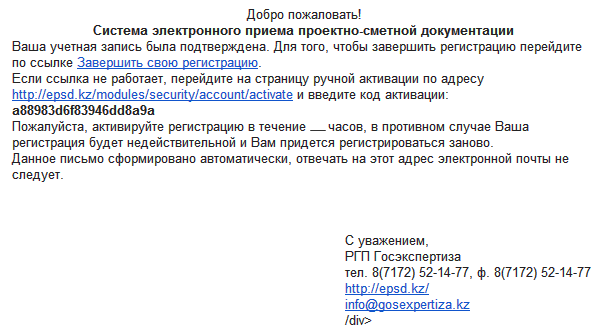 Добро пожаловать!
Система электронного приема проектно-сметной документации
Ваша учетная запись была подтверждена. Для того, чтобы завершить регистрацию перейдите
по ссылке Завершить свою регистрацию.
Если ссылка не работает, перейдите на страницу ручной активации по адресу
http://epsd.kz/modules/security/account/activate и введите код активации:
a88983d6f83946dd8a9a
Пожалуйста, активируйте регистрацию в течение __ часов, в противном случае Ваша
регистрация будет недействительной и Вам придется регистрироваться заново.
Данное письмо сформировано автоматически, отвечать на этот адрес электронной почты не
следует.
С уважением,
РГП Госэкспертиза
тел. 8(7172) 52-14-77, ф. 8(7172) 52-14-77
http://epsd.kz/
info@gosexpertiza.kz
/div>